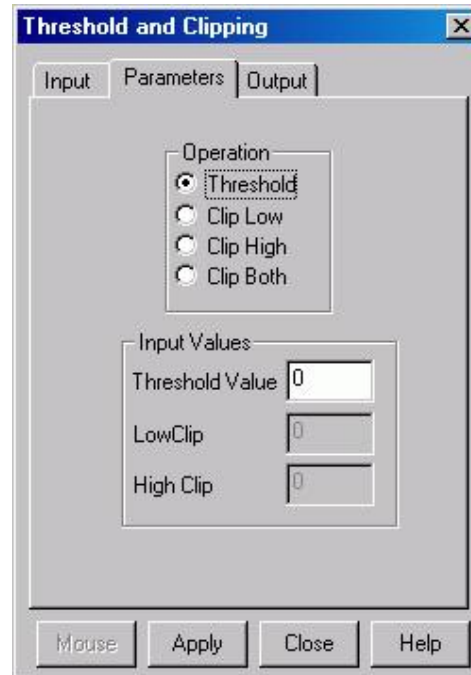 Threshold and Clipping
Input Parameters Output
Operation
Threshold
Clip Low
Clip High
Clip Both
Input Values
Threshold Value 0
LowClip 0
High Clip 0
Mouse Apply Close Help